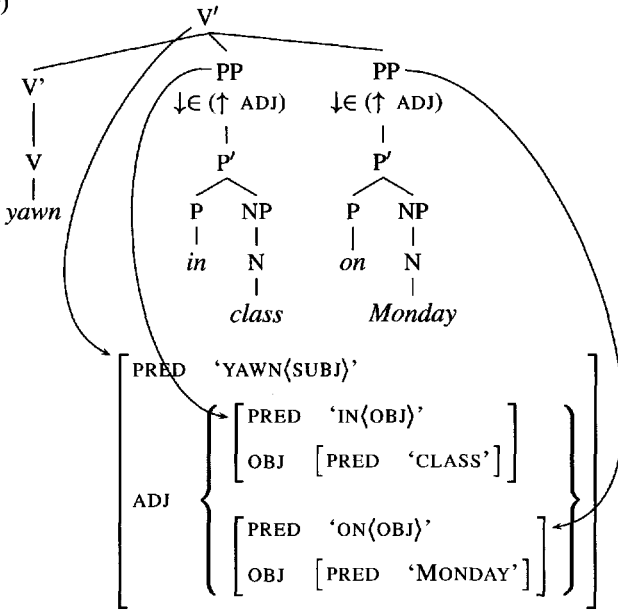 )
V′
V' PP PP
↓∈ (↑ ADJ) ↓∈ (↑ ADJ)
V P′ P′
yawn P NP P NP
in N on N
class Monday
PRED ‘YAWN⟨SUBJ⟩’
PRED ‘IN⟨OBJ⟩’
OBJ [PRED ‘CLASS’]
ADJ
PRED ‘ON⟨OBJ⟩’
OBJ [PRED ‘MONDAY’]